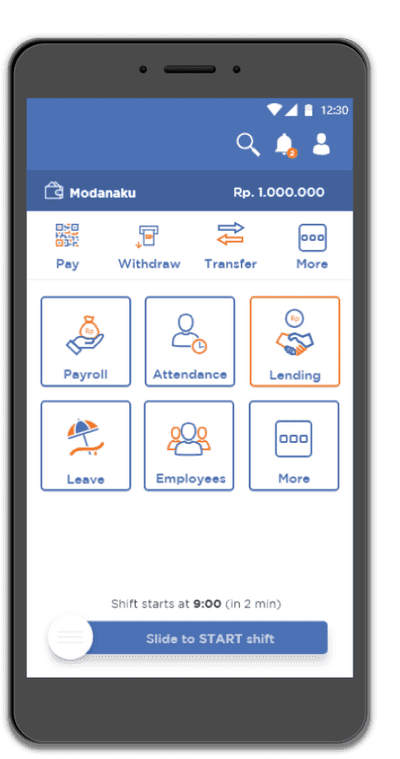 12:30
2
Modanaku Rp. 1.000.000
Pay Withdraw Transfer More
Rp Rp
Payroll Attendance Lending
Leave Employees More
Shift starts at 9:00 (in 2 min)
Slide to START shift